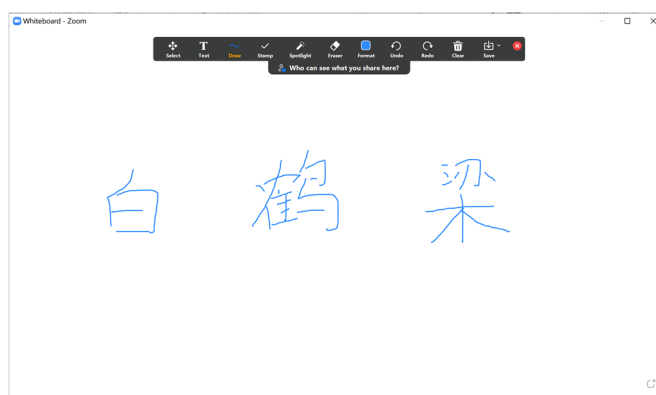 Whiteboard - Zoom
Select Text Draw Stamp Spotlight Eraser Format Undo Redo Clear Save
Who can see what you share here?
白鹤梁